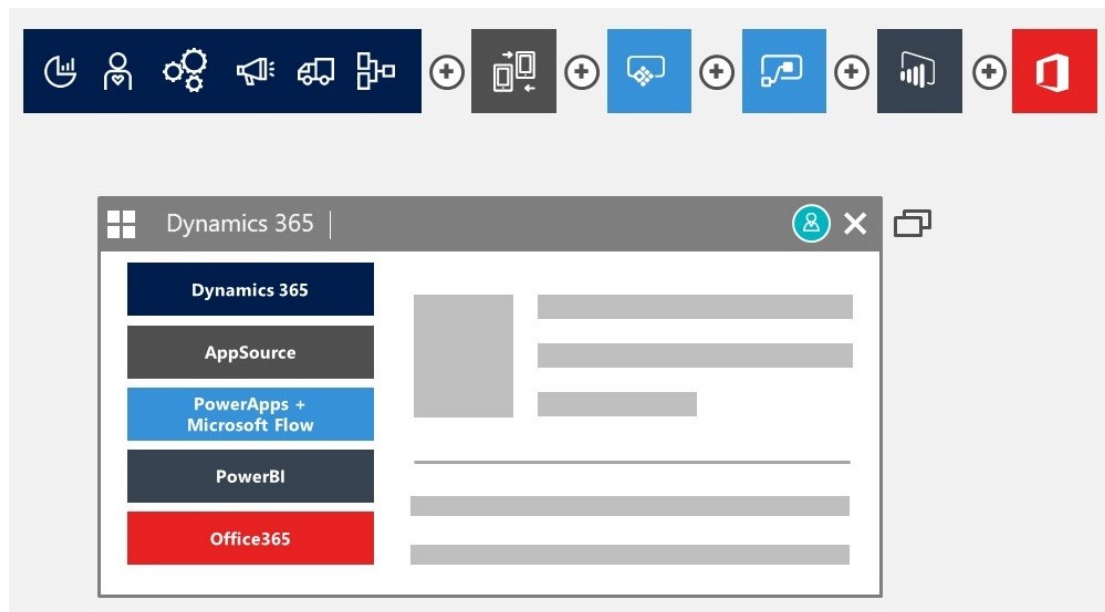 Dynamics 365
Dynamics 365
AppSource
PowerApps +
Microsoft Flow
PowerBI
Office365